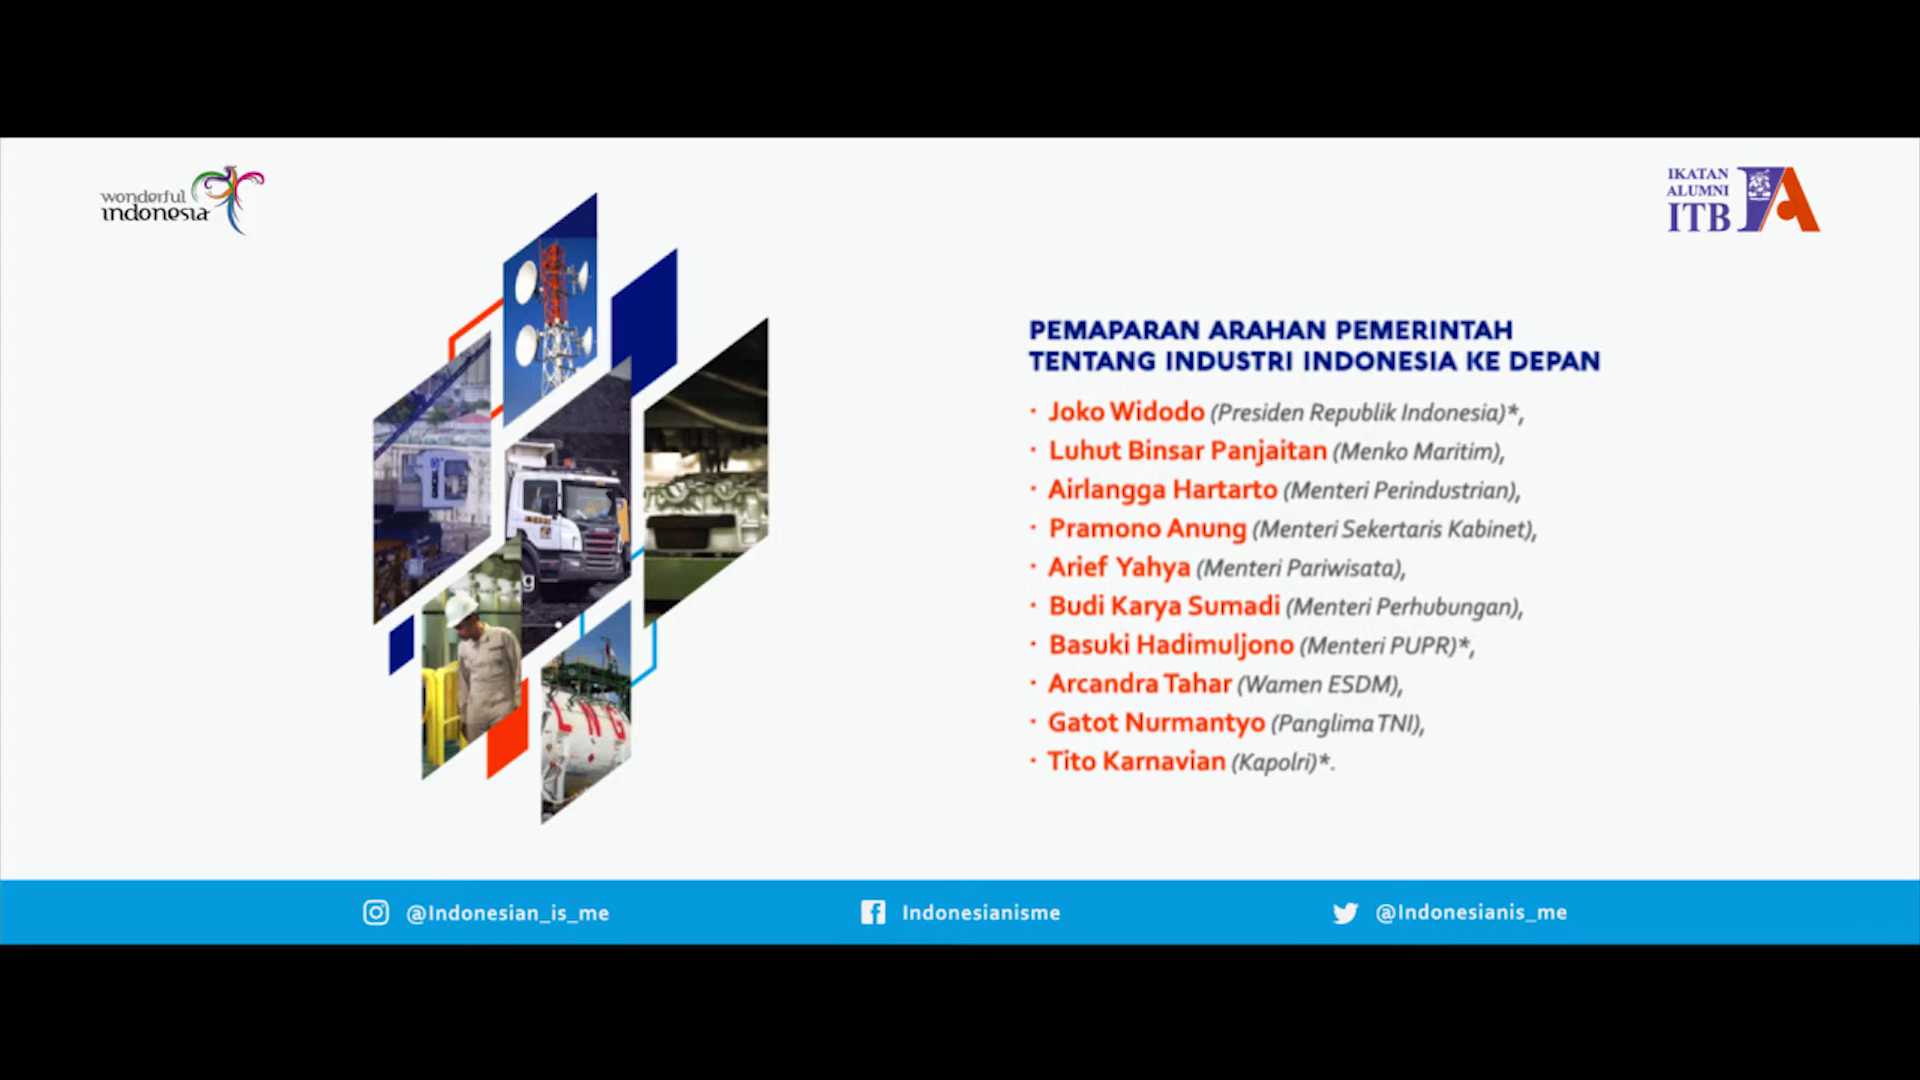 wonderful
indonesia
IKATAN
ALUMNI
ITB
PEMAPARAN ARAHAN PEMERINTAH
TENTANG INDUSTRI INDONESIA KE DEPAN
· Joko Widodo (Presiden Republik Indonesia)*,
· Luhut Binsar Panjaitan (Menko Maritim),
· Airlangga Hartarto (Menteri Perindustrian),
· Pramono Anung (Menteri Sekertaris Kabinet),
· Arief Yahya (Menteri Pariwisata),
· Budi Karya Sumadi (Menteri Perhubungan),
· Basuki Hadimuljono (Menteri PUPR)*,
· Arcandra Tahar (Wamen ESDM),
· Gatot Nurmantyo (Panglima TNI),
· Tito Karnavian (Kapolri)*.
LNG
@Indonesian_is_me
Indonesianisme
@Indonesianis_me